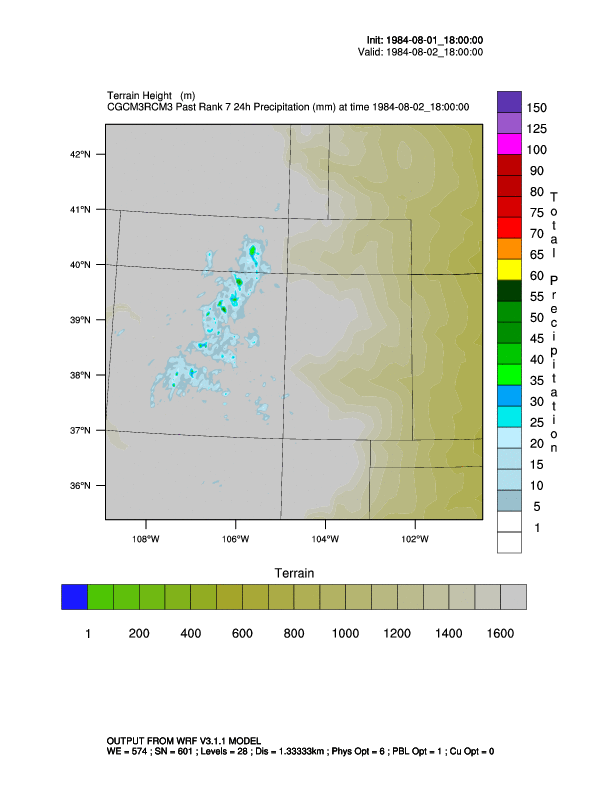 Init: 1984-08-01_18:00:00
Valid: 1984-08-02_18:00:00
Terrain Height (m)
CGCM3RCM3 Past Rank 7 24h Precipitation (mm) at time 1984-08-02_18:00:00
42°N
41°N
40°N
39°N
38°N
37°N
36°N
108°W 106°W 104°W 102°W
150
125
100
90
80
75
70
65
60
55
50
45
40
35
30
25
20
15
10
5
1
Total Precipitation
Terrain
1 200 400 600 800 1000 1200 1400 1600
OUTPUT FROM WRF V3.1.1 MODEL
WE = 574 ; SN = 601 ; Levels = 28 ; Dis = 1.33333km ; Phys Opt = 6 ; PBL Opt = 1 ; Cu Opt = 0